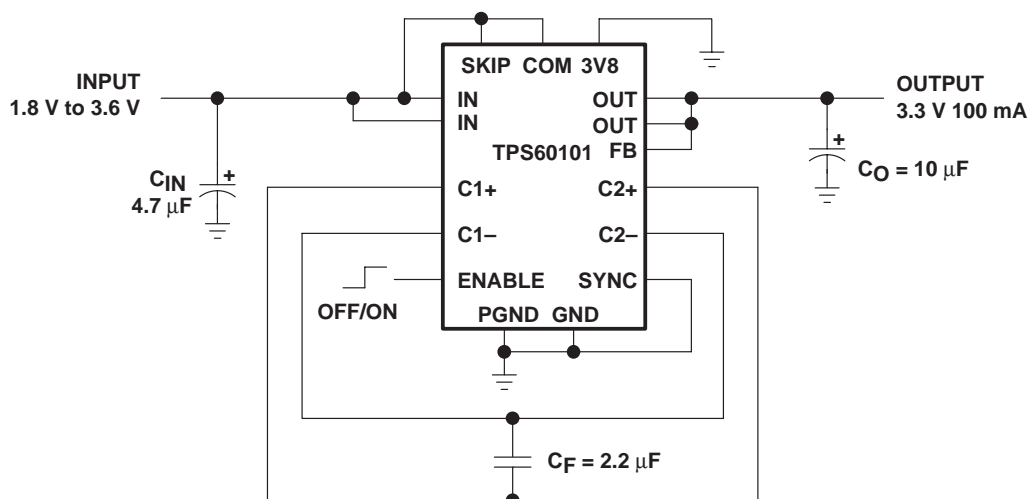 SKIP COM 3V8
INPUT
1.8 V to 3.6 V
OUTPUT
3.3 V 100 mA
IN
IN
OUT
OUT
FB
TPS60101
CIN
4.7 μF
+
+
CO = 10 μF
C1+
C2+
C1–
C2–
ENABLE
SYNC
OFF/ON
PGND GND
CF = 2.2 μF